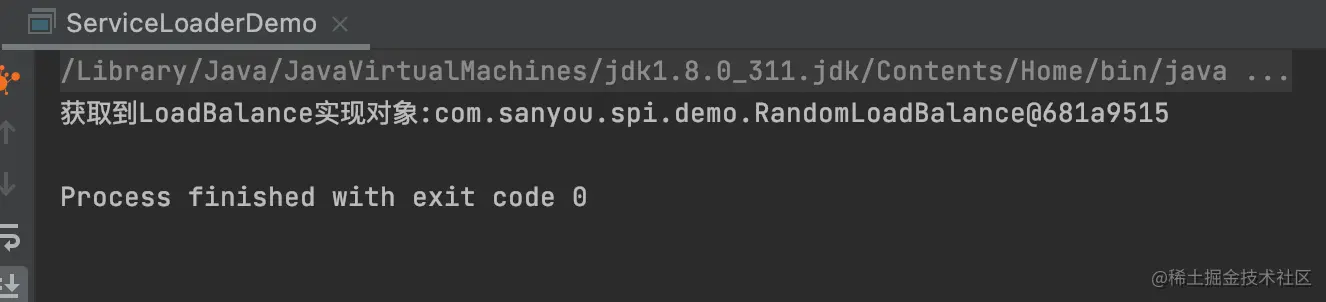 ServiceLoaderDemo
/Library/Java/JavaVirtualMachines/jdk1.8.0_311.jdk/Contents/Home/bin/java ...
获取到LoadBalance实现对象:com.sanyou.spi.demo.RandomLoadBalance@681a9515
Process finished with exit code 0
@稀土掘金技术社区